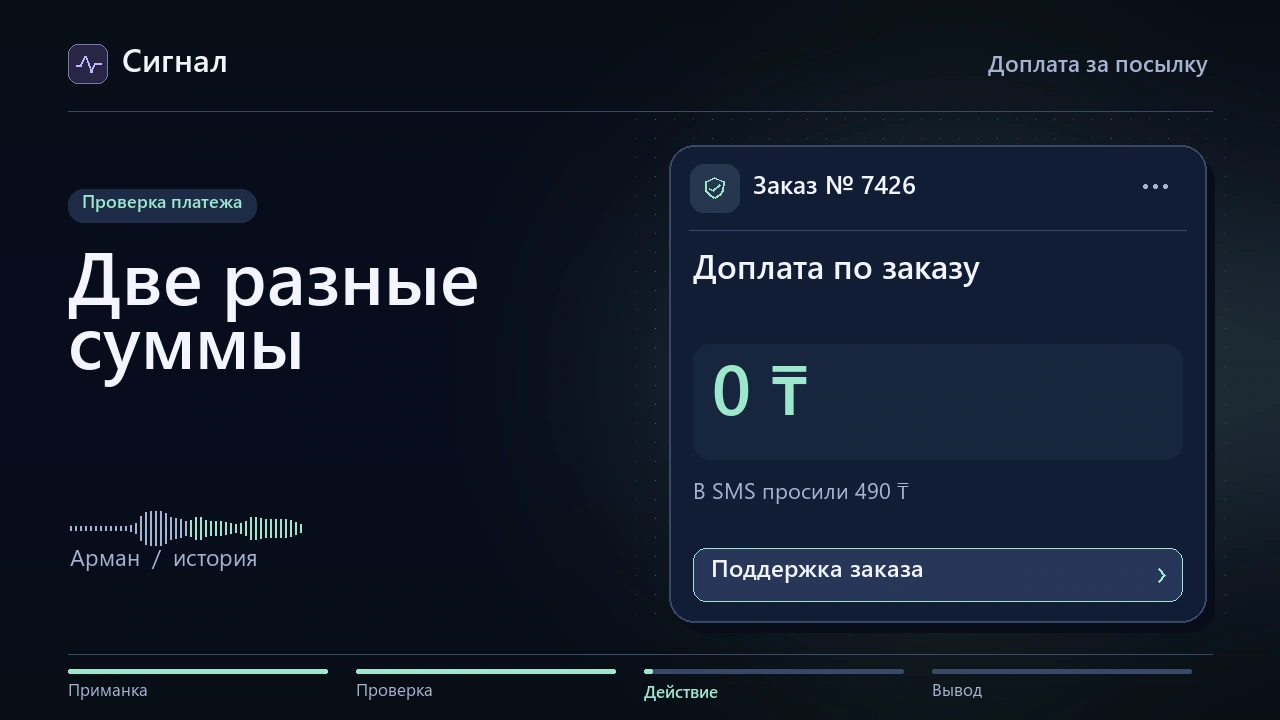 Сигнал
Доплата за посылку
Проверка платежа
Две разные
суммы
Арман / история
Заказ № 7426
Доплата по заказу
0 ₸
В SMS просили 490 ₸
Поддержка заказа
Приманка
Проверка
Действие
Вывод